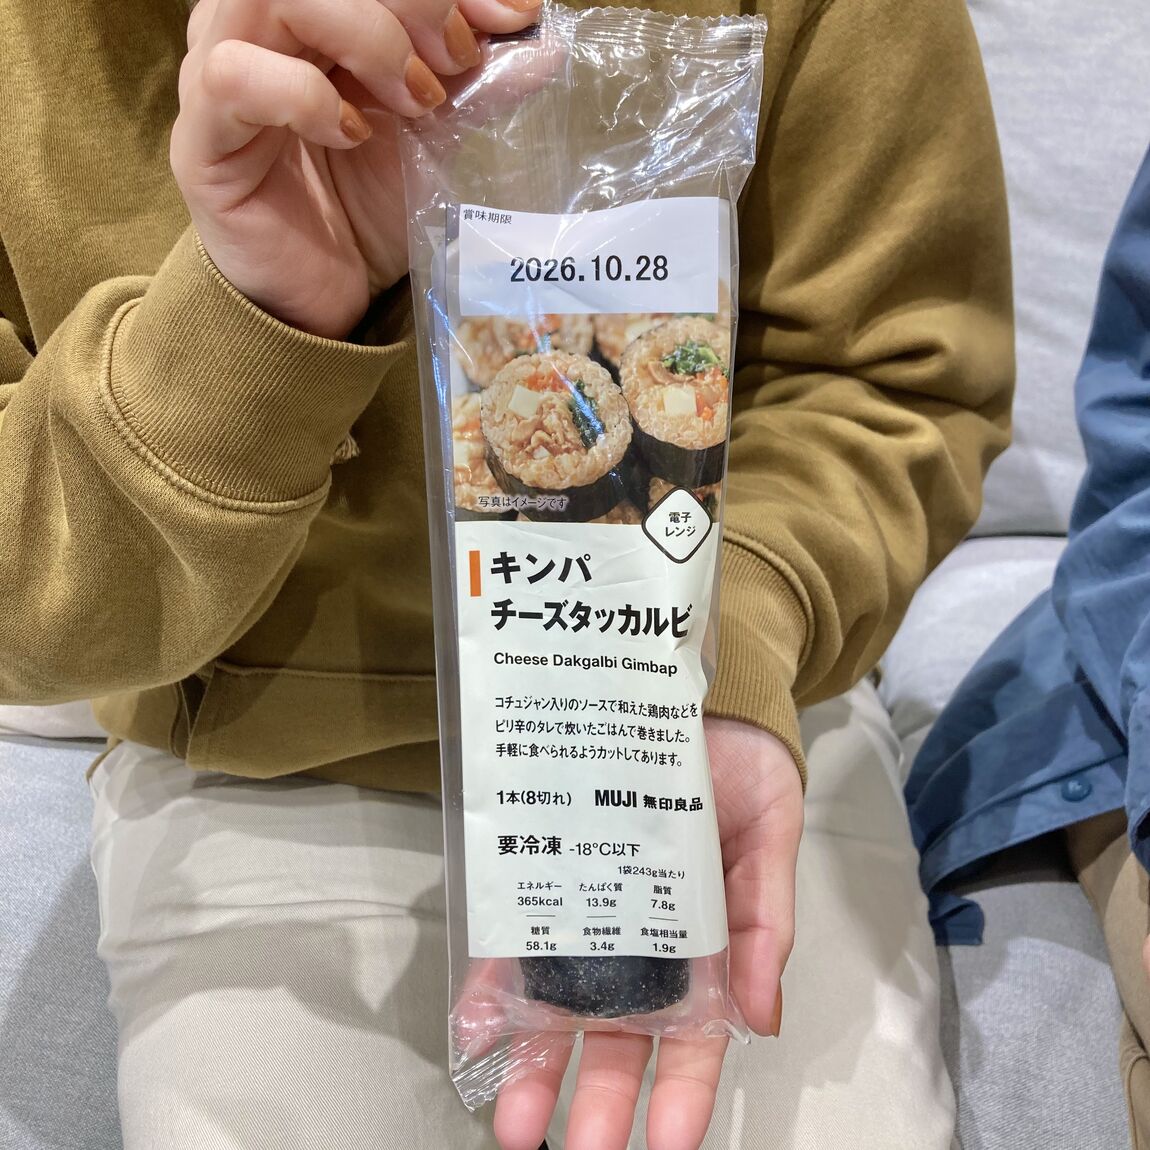 賞味期限
2026.10.28
写真はイメージです
電子
レンジ
キンパ
チーズタッカルビ
Cheese Dakgalbi Gimbap
コチュジャン入りのソースで和えた鶏肉などを
ピリ辛のタレで炊いたごはんで巻きました。
手軽に食べられるようカットしてあります。
1本(8切れ) MUJI 無印良品
要冷凍 -18℃以下
1袋243g当たり
エネルギー たんぱく質 脂質
365kcal 13.9g 7.8g
糖質 食物繊維 食塩相当量
58.1g 3.4g 1.9g